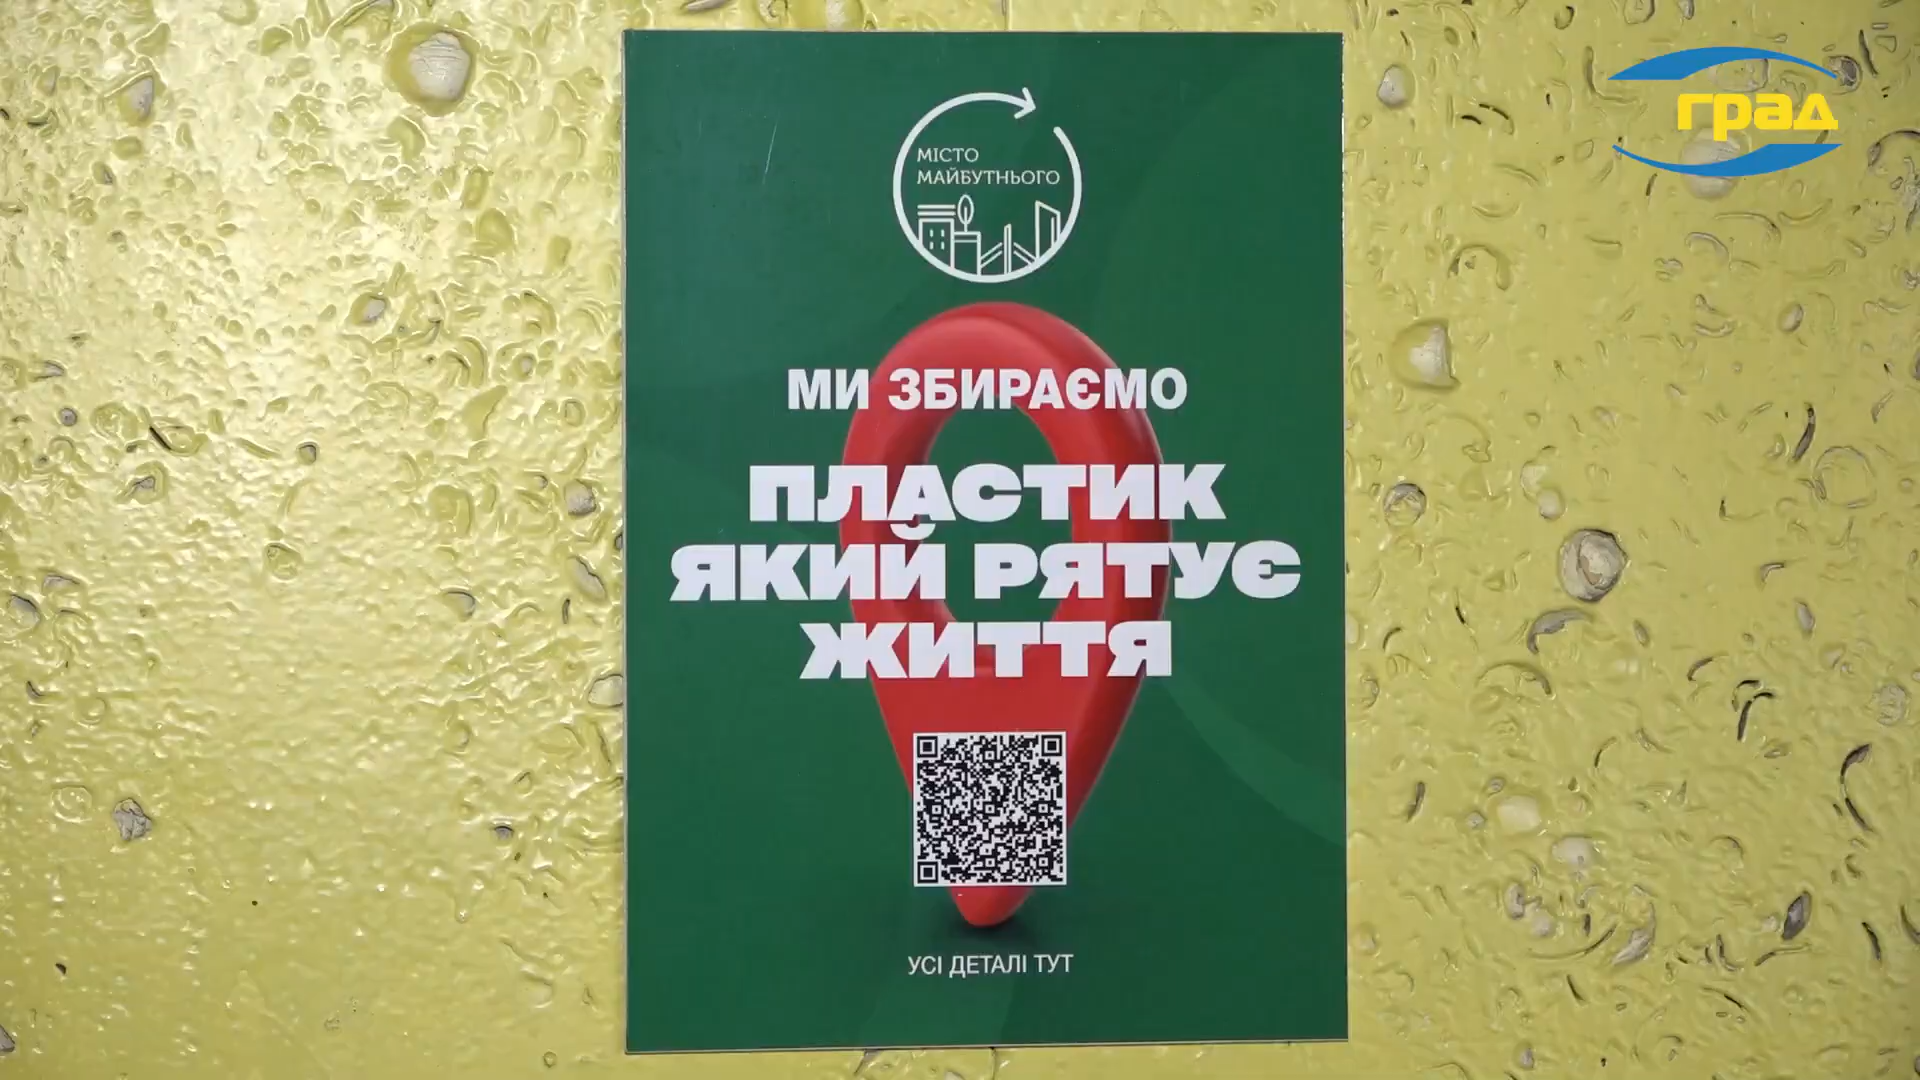 град
МІСТО
МАЙБУТНЬОГО
МИ ЗБИРАЄМО
ПЛАСТИК
ЯКИЙ РЯТУЄ
ЖИТТЯ
УСІ ДЕТАЛІ ТУТ